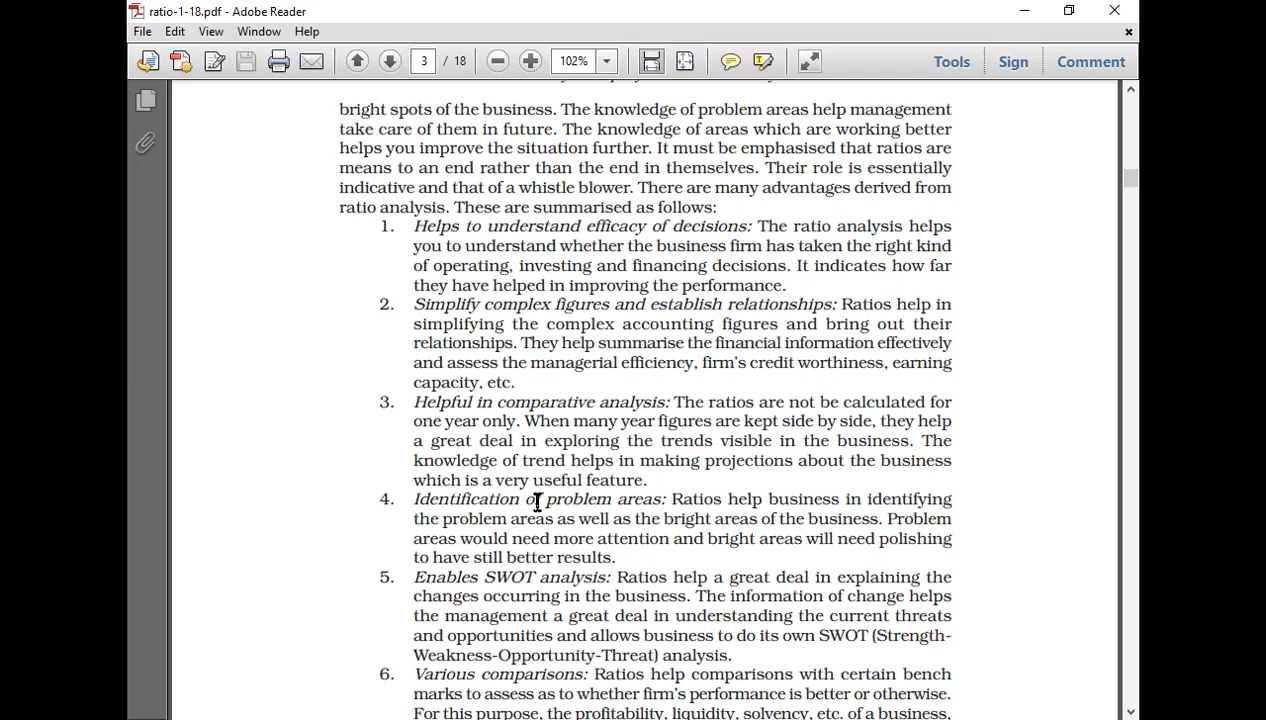 ratio-1-18.pdf - Adobe Reader
File Edit View Window Help
3 / 18 102% Tools Sign Comment
bright spots of the business. The knowledge of problem areas help management
take care of them in future. The knowledge of areas which are working better
helps you improve the situation further. It must be emphasised that ratios are
means to an end rather than the end in themselves. Their role is essentially
indicative and that of a whistle blower. There are many advantages derived from
ratio analysis. These are summarised as follows:
1. Helps to understand efficacy of decisions: The ratio analysis helps
you to understand whether the business firm has taken the right kind
of operating, investing and financing decisions. It indicates how far
they have helped in improving the performance.
2. Simplify complex figures and establish relationships: Ratios help in
simplifying the complex accounting figures and bring out their
relationships. They help summarise the financial information effectively
and assess the managerial efficiency, firm's credit worthiness, earning
capacity, etc.
3. Helpful in comparative analysis: The ratios are not be calculated for
one year only. When many year figures are kept side by side, they help
a great deal in exploring the trends visible in the business. The
knowledge of trend helps in making projections about the business
which is a very useful feature.
4. Identification of problem areas: Ratios help business in identifying
the problem areas as well as the bright areas of the business. Problem
areas would need more attention and bright areas will need polishing
to have still better results.
5. Enables SWOT analysis: Ratios help a great deal in explaining the
changes occurring in the business. The information of change helps
the management a great deal in understanding the current threats
and opportunities and allows business to do its own SWOT (Strength-
Weakness-Opportunity-Threat) analysis.
6. Various comparisons: Ratios help comparisons with certain bench
marks to assess as to whether firm's performance is better or otherwise.
For this purpose, the profitability, liquidity, solvency, etc. of a business,